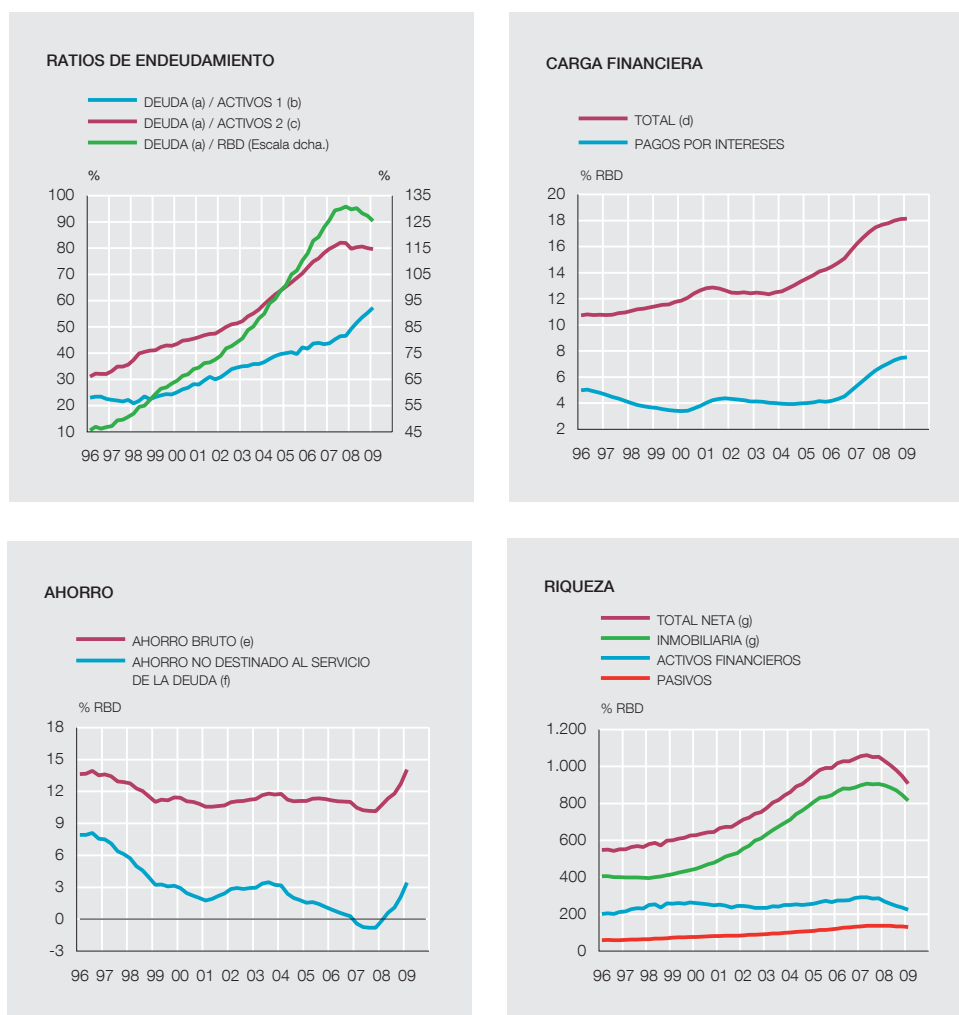 RATIOS DE ENDEUDAMIENTO
DEUDA (a) / ACTIVOS 1 (b)
DEUDA (a) / ACTIVOS 2 (c)
DEUDA (a) / RBD (Escala dcha.)
% %
100 135
90 125
80 115
70 105
60 95
50 85
40 75
30 65
20 55
10 45
96 97 98 99 00 01 02 03 04 05 06 07 08 09
CARGA FINANCIERA
TOTAL (d)
PAGOS POR INTERESES
% RBD
20
18
16
14
12
10
8
6
4
2
96 97 98 99 00 01 02 03 04 05 06 07 08 09
AHORRO
AHORRO BRUTO (e)
AHORRO NO DESTINADO AL SERVICIO
DE LA DEUDA (f)
% RBD
18
15
12
9
6
3
0
-3
96 97 98 99 00 01 02 03 04 05 06 07 08 09
RIQUEZA
TOTAL NETA (g)
INMOBILIARIA (g)
ACTIVOS FINANCIEROS
PASIVOS
% RBD
1.200
1.000
800
600
400
200
0
96 97 98 99 00 01 02 03 04 05 06 07 08 09